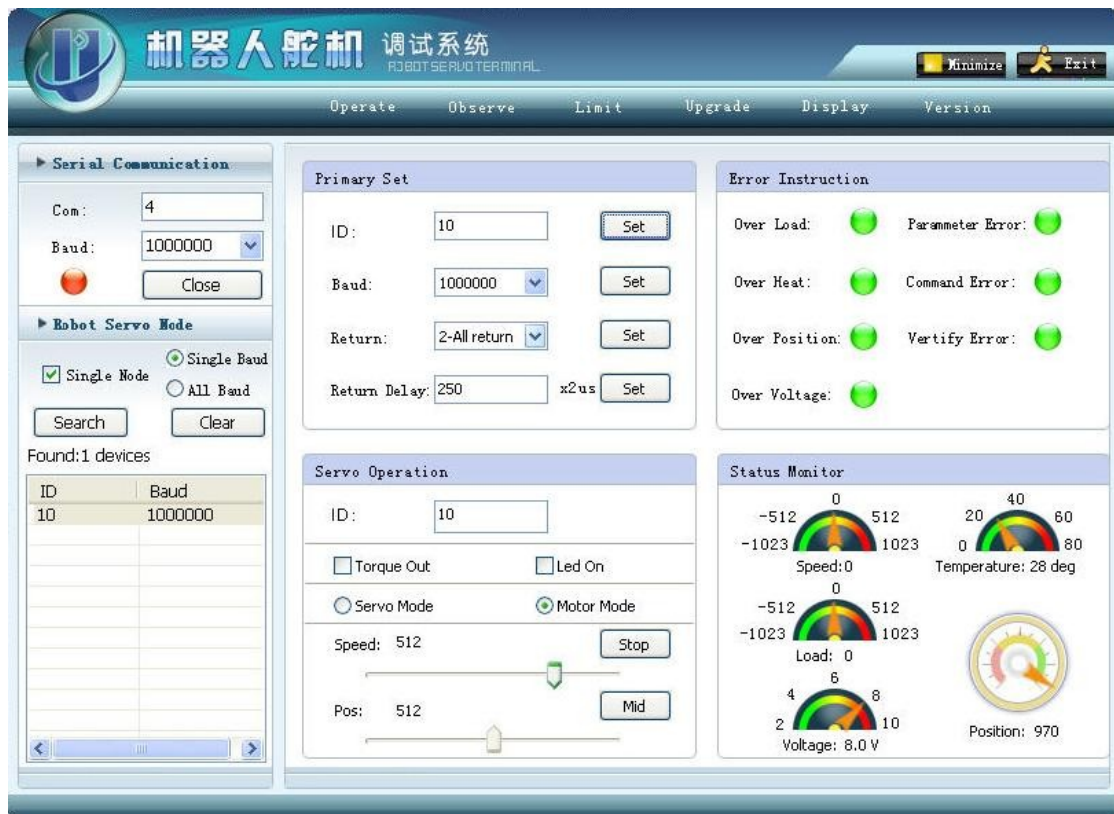 机器人舵机 调试系统
ROBOTSERVOTERMINAL
Minimize Exit
Operate Observe Limit Upgrade Display Version
Serial Communication
Com: 4
Baud: 1000000
Close
Robot Servo Node
Single Node
Single Baud
All Baud
Search Clear
Found:1 devices
ID Baud
10 1000000
Primary Set
ID: 10 Set
Baud: 1000000 Set
Return: 2-All return Set
Return Delay: 250 x2us Set
Error Instruction
Over Load: Parammeter Error:
Over Heat: Command Error:
Over Position: Vertify Error:
Over Voltage:
Servo Operation
ID: 10
Torque Out Led On
Servo Mode Motor Mode
Speed: 512 Stop
Pos: 512 Mid
Status Monitor
0
-512 512
-1023 1023
Speed:0
40
20 60
0 80
Temperature: 28 deg
0
-512 512
-1023 1023
Load: 0
6
4 8
2 10
Voltage: 8.0 V
Position: 970